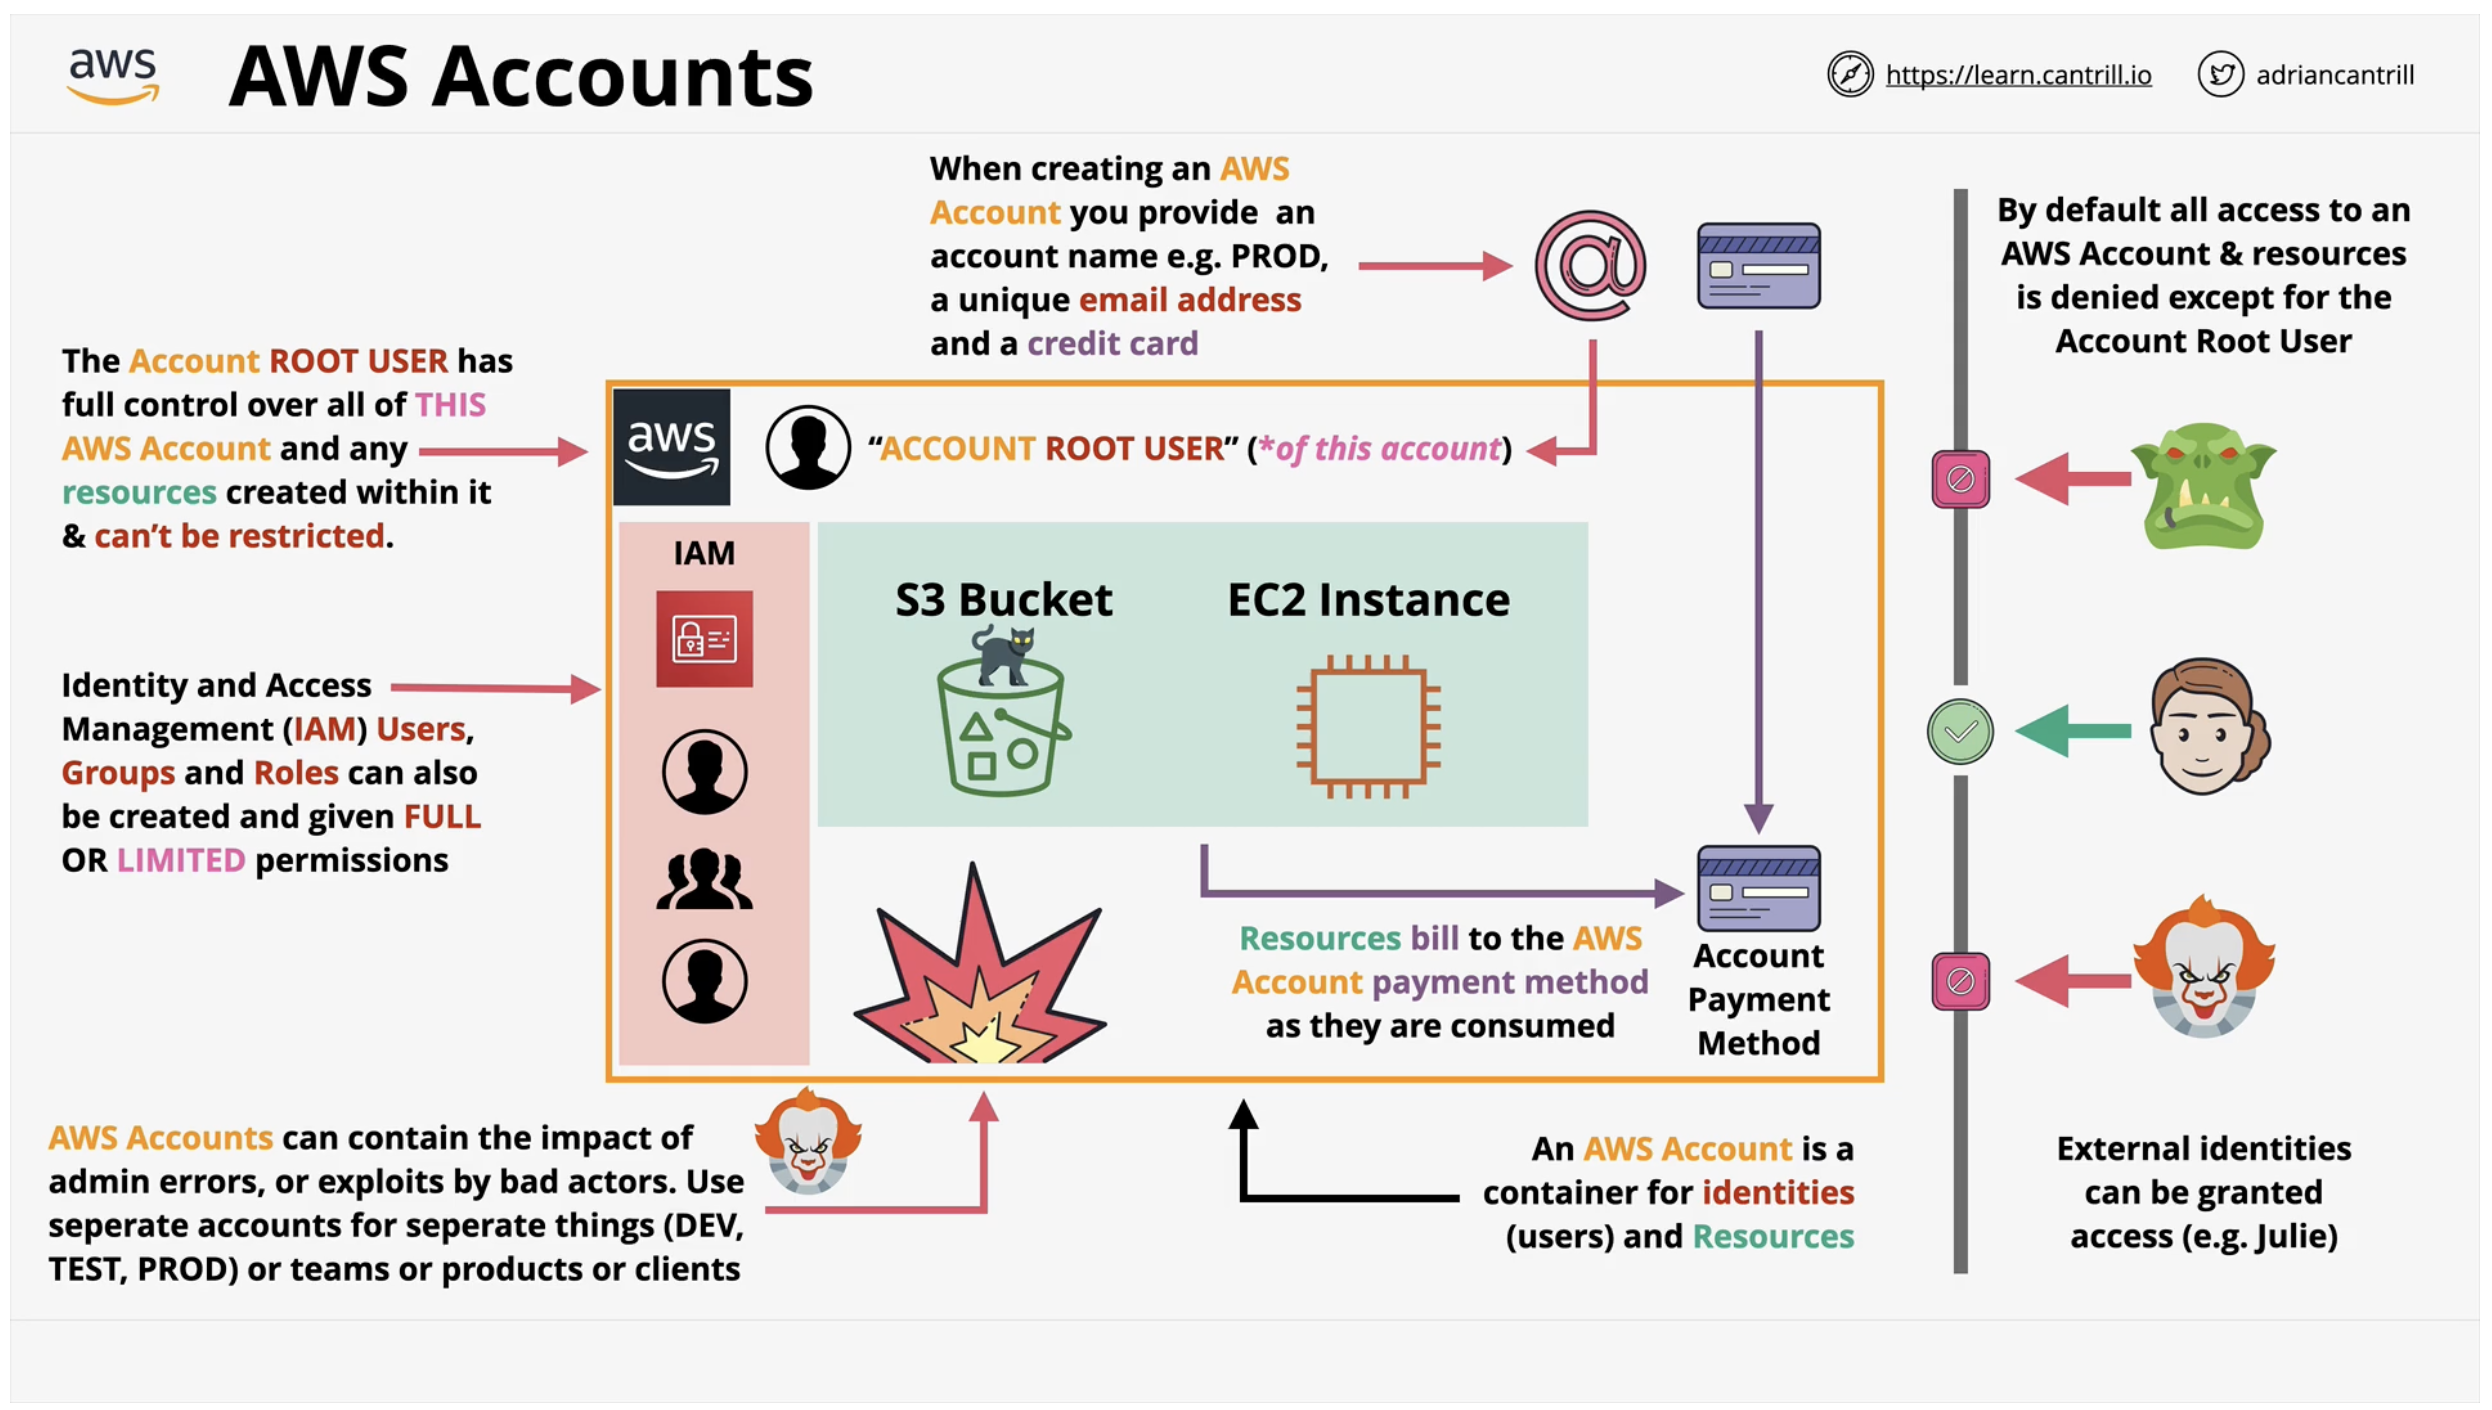 aws
AWS Accounts
https://learn.cantrill.io
adriancantrill
When creating an AWS
Account you provide an
account name e.g. PROD,
a unique email address
and a credit card
By default all access to an
AWS Account & resources
is denied except for the
Account Root User
The Account ROOT USER has
full control over all of THIS
AWS Account and any
resources created within it
& can't be restricted.
aws
“ACCOUNT ROOT USER” (*of this account)
IAM
S3 Bucket
EC2 Instance
Identity and Access
Management (IAM) Users,
Groups and Roles can also
be created and given FULL
OR LIMITED permissions
Resources bill to the AWS
Account payment method
as they are consumed
Account
Payment
Method
AWS Accounts can contain the impact of
admin errors, or exploits by bad actors. Use
seperate accounts for seperate things (DEV,
TEST, PROD) or teams or products or clients
An AWS Account is a
container for identities
(users) and Resources
External identities
can be granted
access (e.g. Julie)